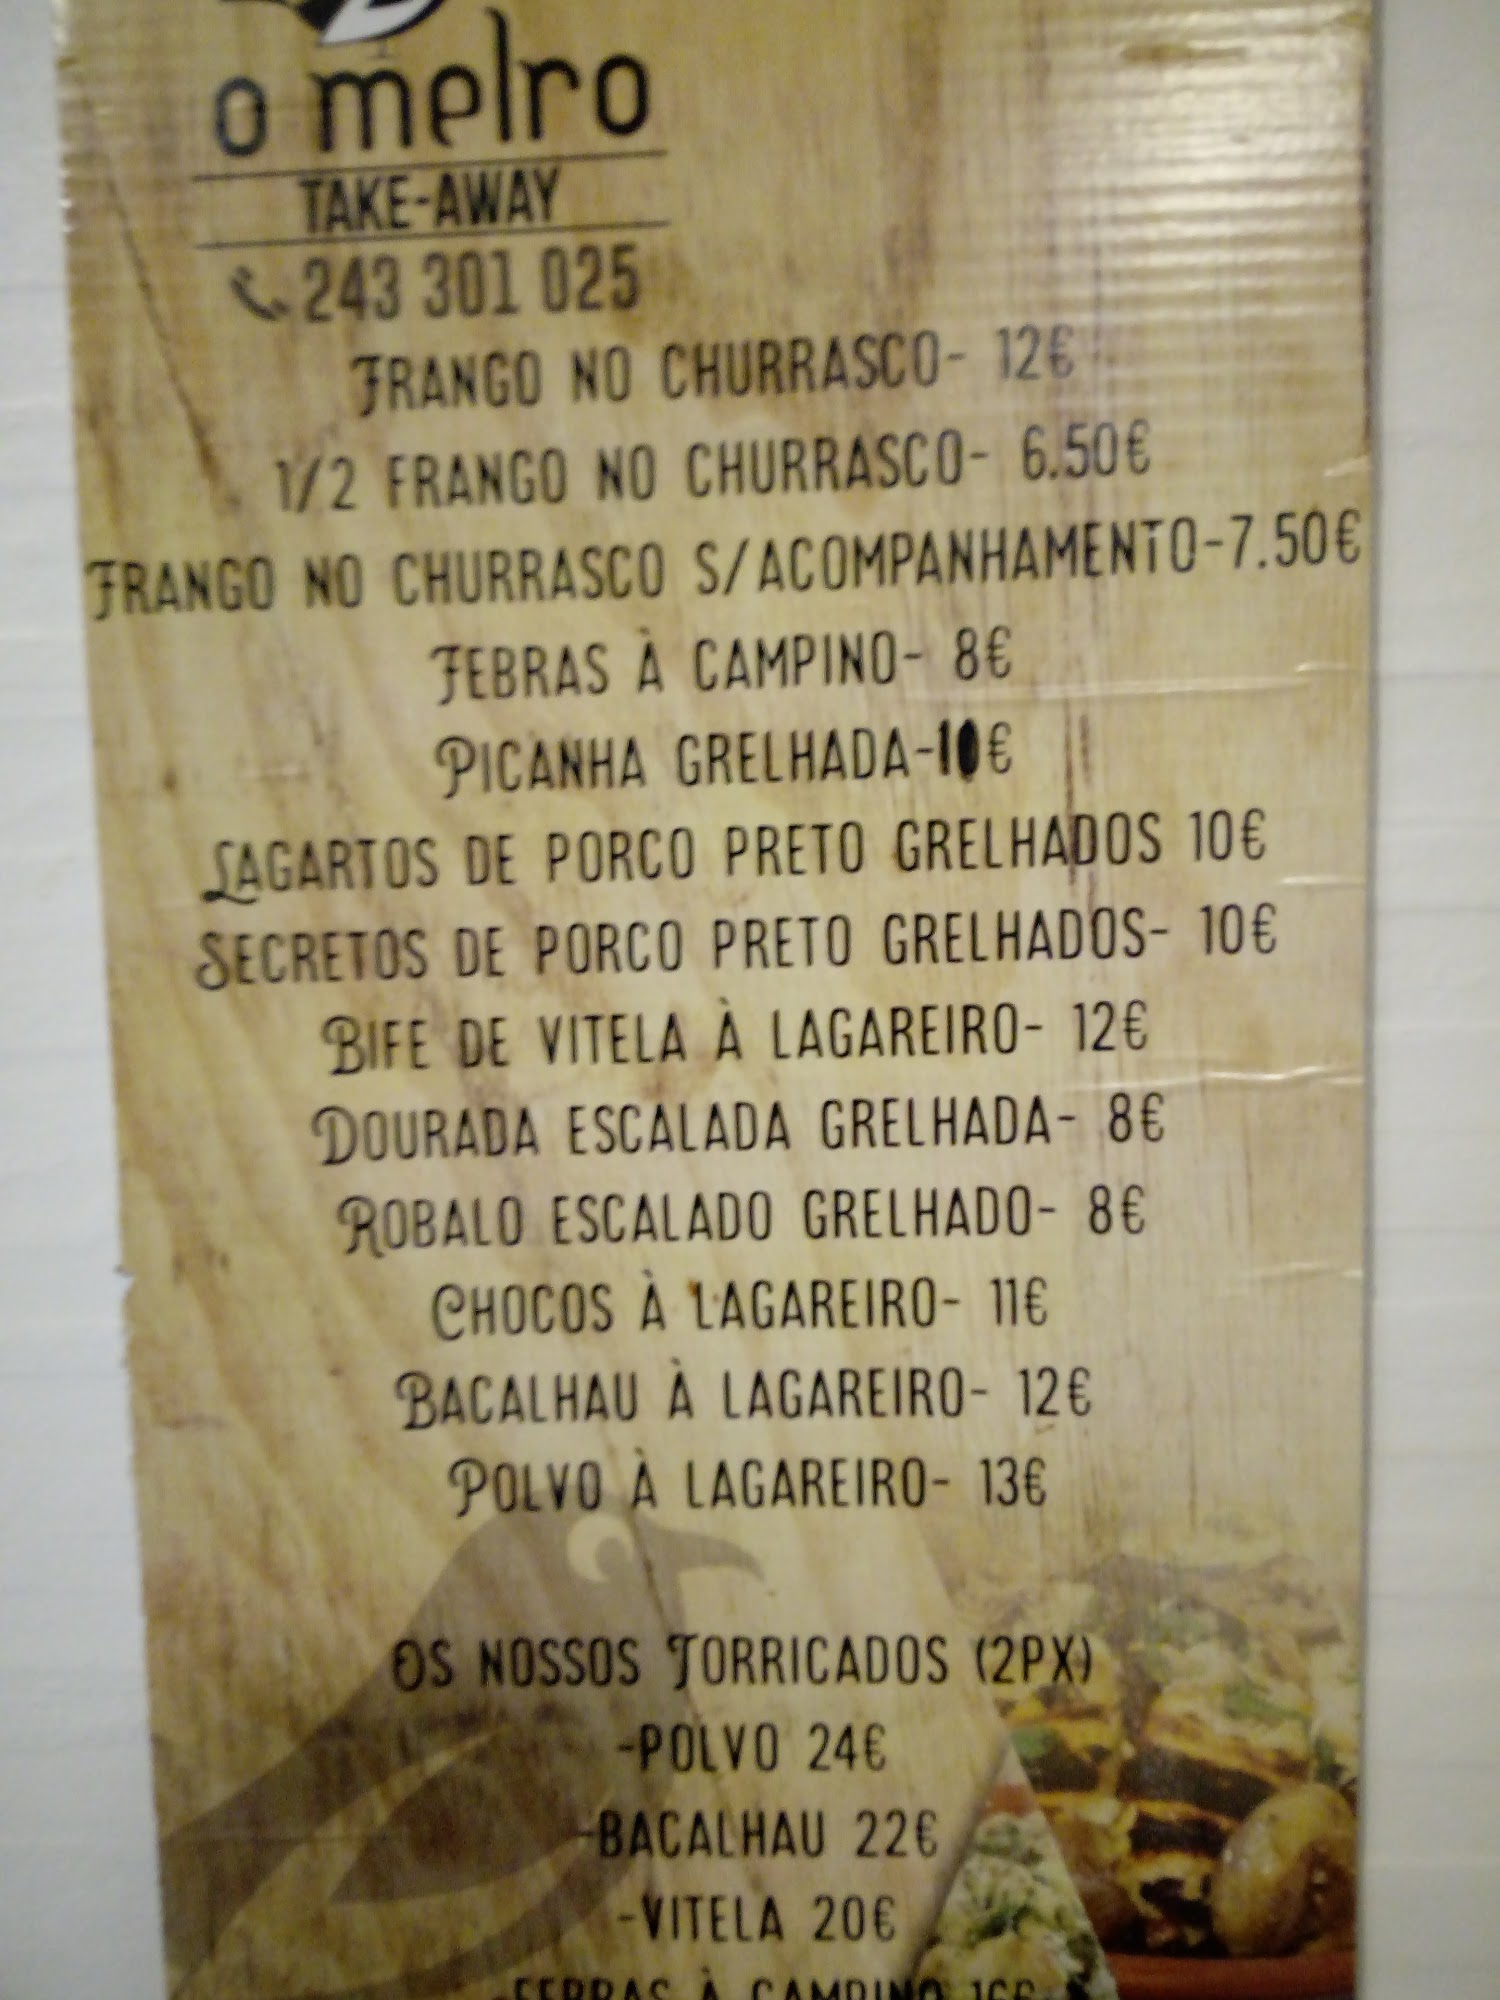 o melro
TAKE-AWAY
243 301 025
FRANGO NO CHURRASCO- 12€
1/2 FRANGO NO CHURRASCO- 6.50€
FRANGO NO CHURRASCO S/ACOMPANHAMENTO-7.50€
FEBRAS À CAMPINO- 8€
PICANHA GRELHADA-10€
LAGARTOS DE PORCO PRETO GRELHADOS 10€
SECRETOS DE PORCO PRETO GRELHADOS- 10€
BIFE DE VITELA À LAGAREIRO- 12€
DOURADA ESCALADA GRELHADA- 8€
ROBALO ESCALADO GRELHADO- 8€
CHOCOS À LAGAREIRO- 11€
BACALHAU À LAGAREIRO- 12€
POLVO À LAGAREIRO- 13€
OS NOSSOS TORRICADOS (2PX)
-POLVO 24€
-BACALHAU 22€
-VITELA 20€
-FEBRAS À CAMPINO 16€